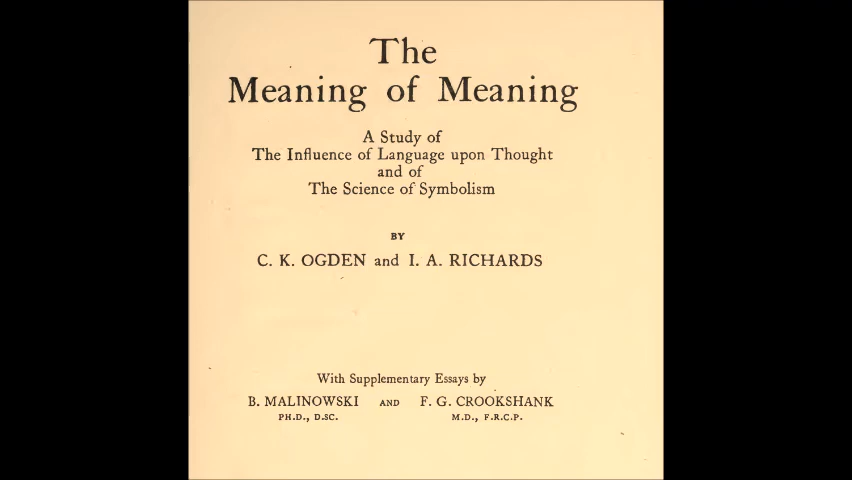 The
Meaning of Meaning
A Study of
The Influence of Language upon Thought
and of
The Science of Symbolism
BY
C. K. OGDEN and I. A. RICHARDS
With Supplementary Essays by
B. MALINOWSKI AND F. G. CROOKSHANK
PH.D., D.SC. M.D., F.R.C.P.